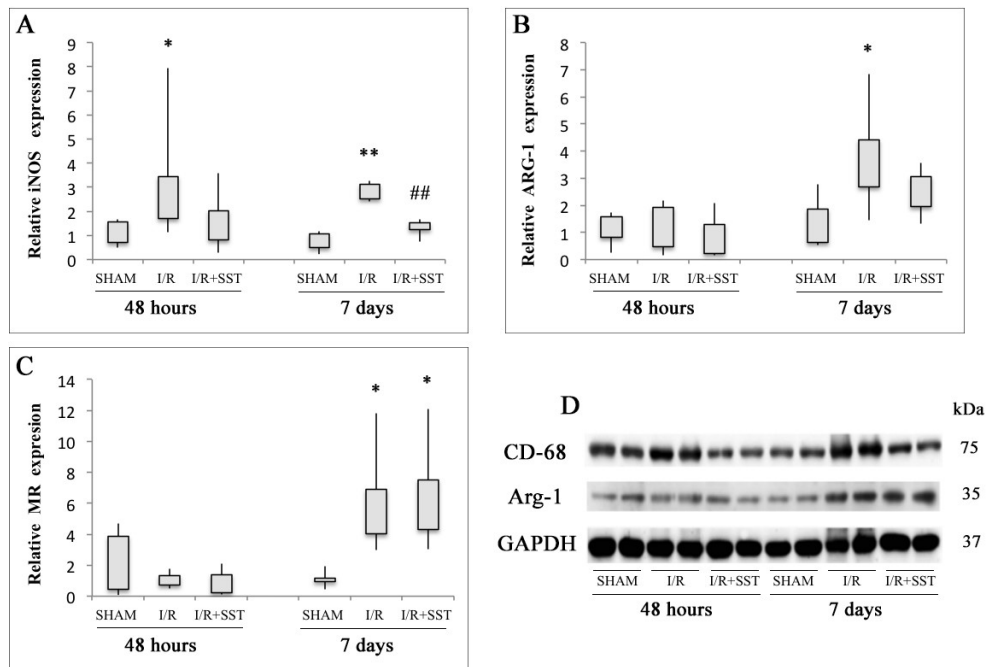 A
Relative iNOS expression
9
8
7
6
5
4
3
2
1
0
*
**
##
SHAM I/R I/R+SST SHAM I/R I/R+SST
48 hours 7 days
B
Relative ARG-1 expression
8
7
6
5
4
3
2
1
0
*
SHAM I/R I/R+SST SHAM I/R I/R+SST
48 hours 7 days
C
Relative MR expresion
14
12
10
8
6
4
2
0
* *
SHAM I/R I/R+SST SHAM I/R I/R+SST
48 hours 7 days
D
kDa
CD-68 75
Arg-1 35
GAPDH 37
SHAM I/R I/R+SST SHAM I/R I/R+SST
48 hours 7 days